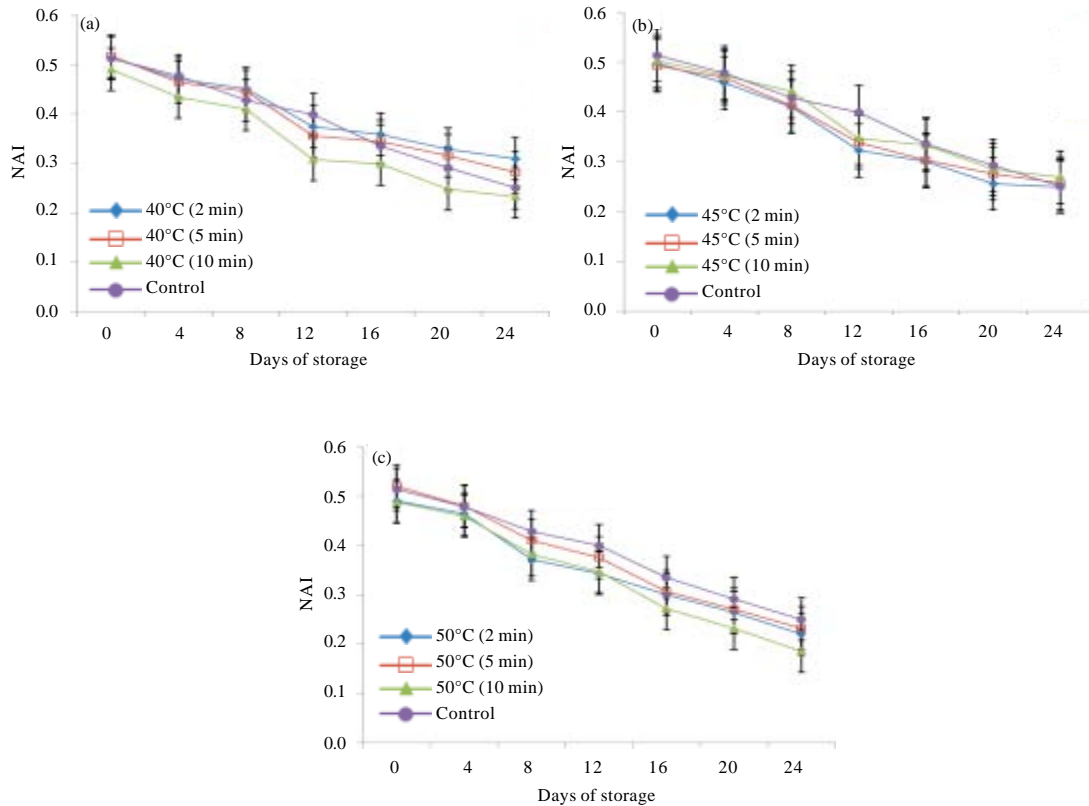 (a)
0.6
0.5
0.4
0.3
0.2
0.1
0.0
NAI
40°C (2 min)
40°C (5 min)
40°C (10 min)
Control
0 4 8 12 16 20 24
Days of storage
(b)
0.6
0.5
0.4
0.3
0.2
0.1
0.0
NAI
45°C (2 min)
45°C (5 min)
45°C (10 min)
Control
0 4 8 12 16 20 24
Days of storage
(c)
0.6
0.5
0.4
0.3
0.2
0.1
0.0
NAI
50°C (2 min)
50°C (5 min)
50°C (10 min)
Control
0 4 8 12 16 20 24
Days of storage